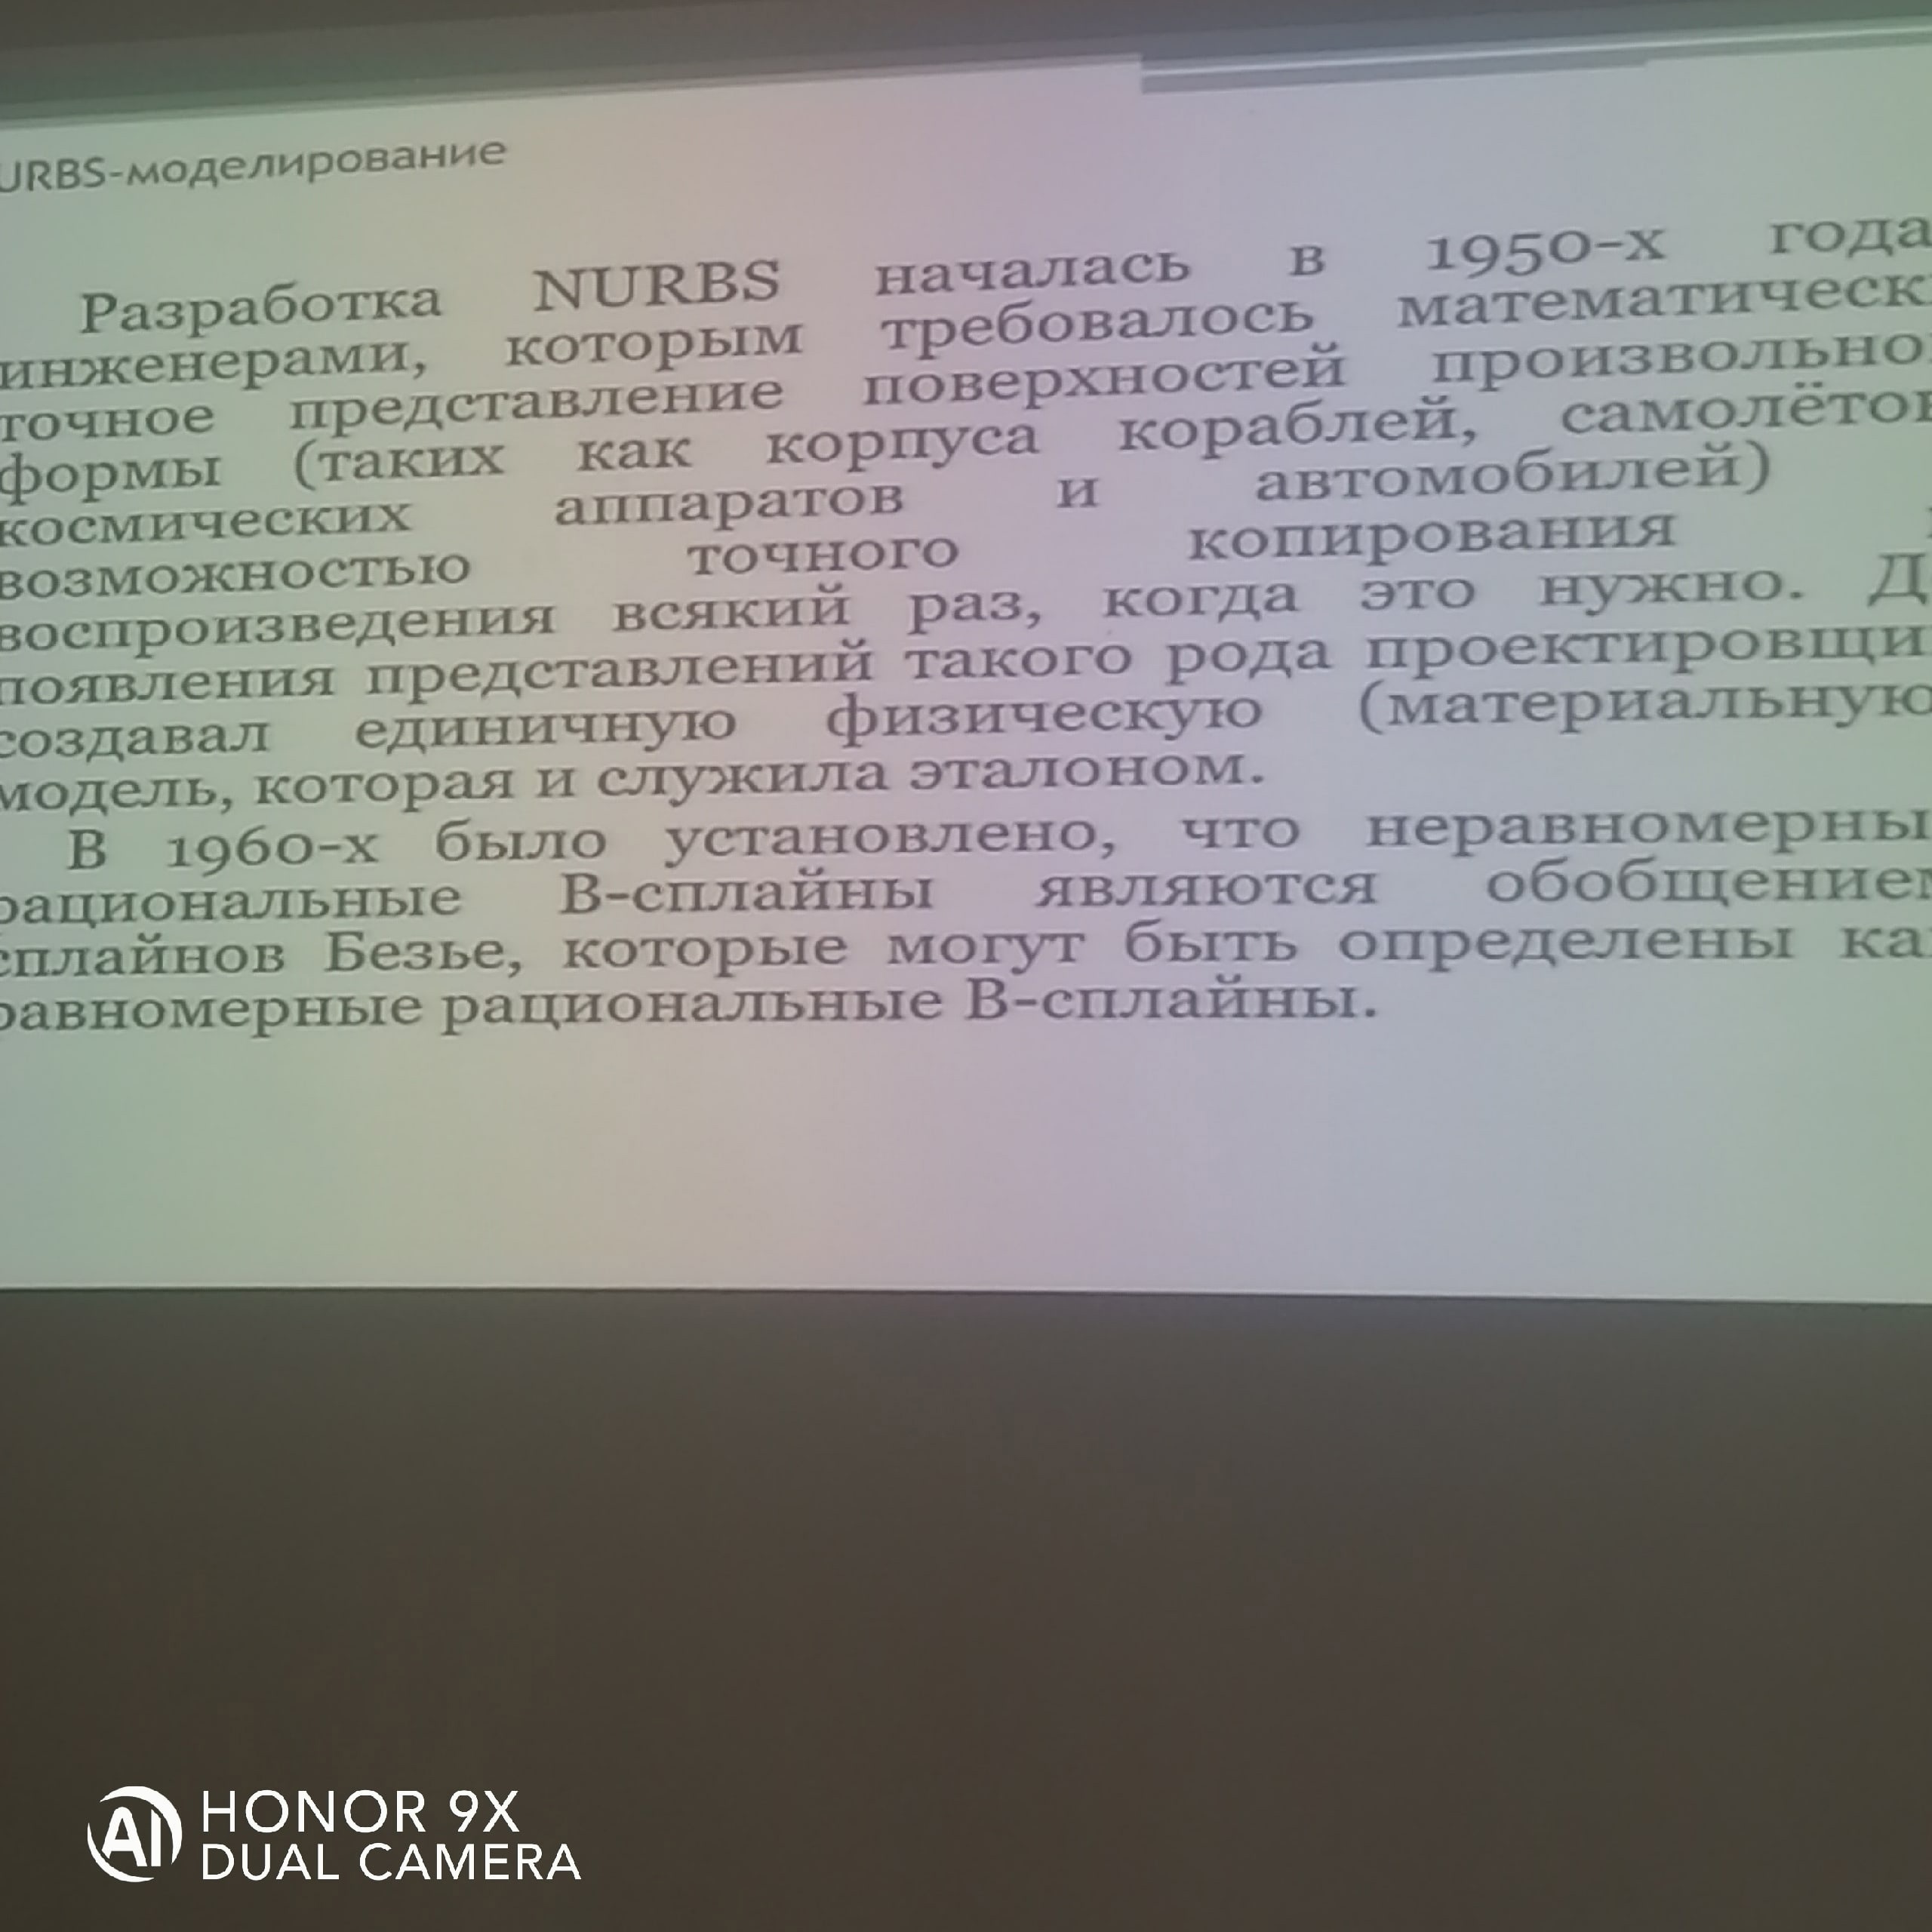 URBS-моделирование
Разработка NURBS началась в 1950-х года
инженерами, которым требовалось математическ
точное представление поверхностей произвольно
формы (таких как корпуса кораблей, самолётов
космических аппаратов и автомобилей)
возможностью точного копирования
воспроизведения всякий раз, когда это нужно. Д
появления представлений такого рода проектировщи
создавал единичную физическую (материальную
модель, которая и служила эталоном.
В 1960-х было установлено, что неравномерны
рациональные B-сплайны являются обобщением
сплайнов Безье, которые могут быть определены ка
равномерные рациональные B-сплайны.
AI HONOR 9X
DUAL CAMERA